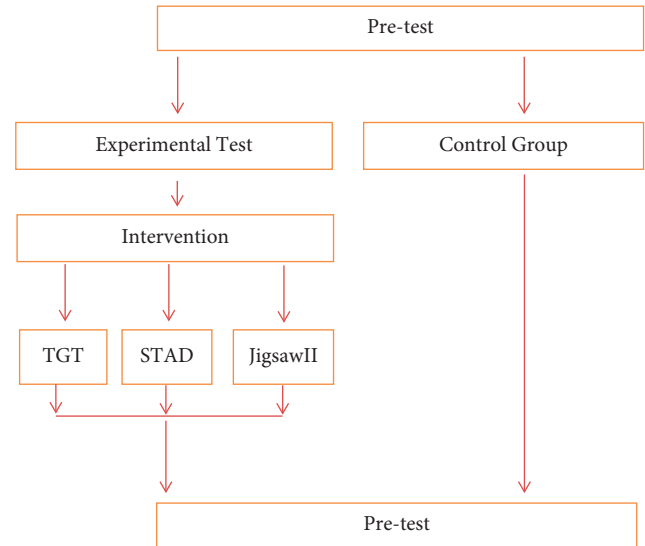 Pre-test
Experimental Test
Control Group
Intervention
TGT
STAD
JigsawII
Pre-test